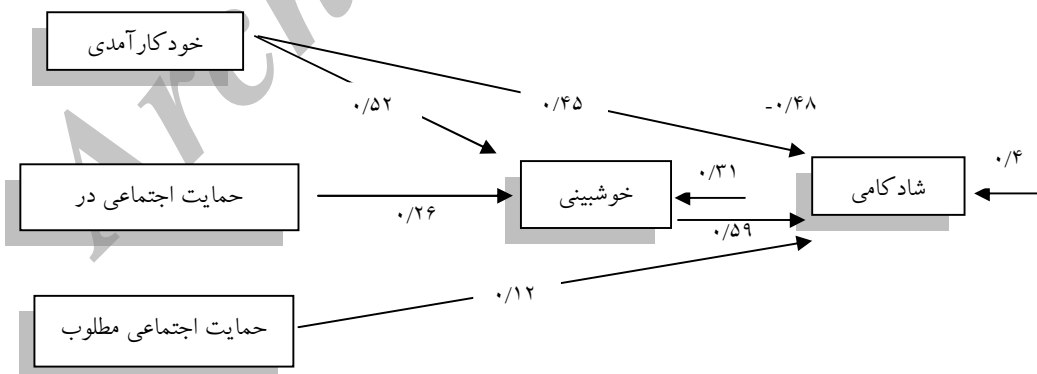 خودکارآمدی
۰/۵۲
۰/۴۵
-۰/۴۸
حمایت اجتماعی در
۰/۲۶
خوشبینی
۰/۳۱
۰/۵۹
شادکامی
۰/۴
حمایت اجتماعی مطلوب
۰/۱۲